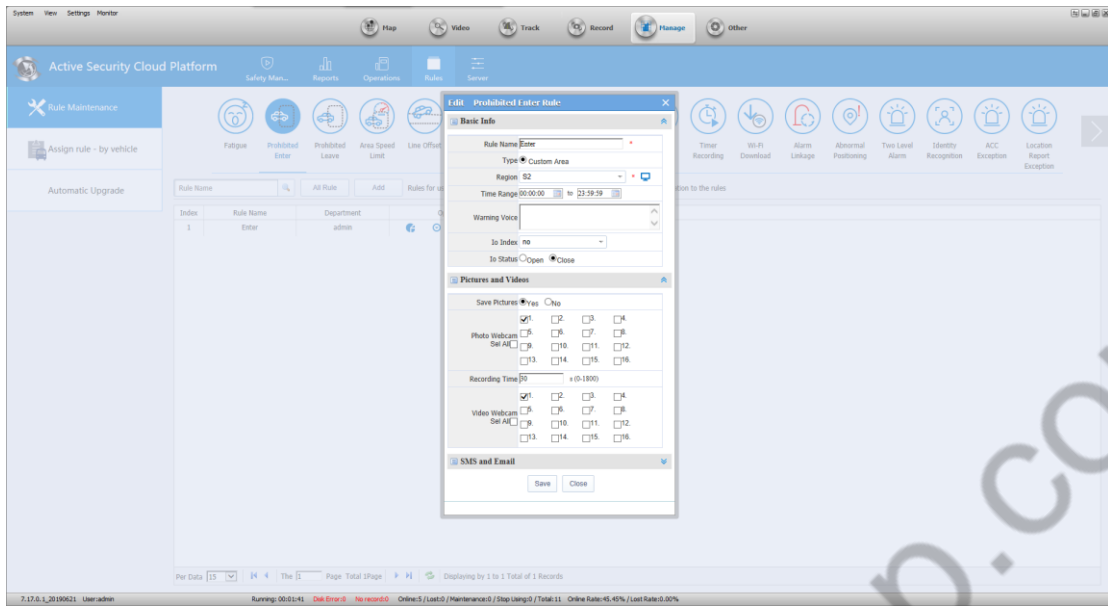 System View Settings Monitor
Map Video Track Record Manage Other
Active Security Cloud Platform
Safety Man... Reports Operations Rules Server
Rule Maintenance
Assign rule - by vehicle
Automatic Upgrade
Fatigue Prohibited Enter Prohibited Leave Area Speed Limit Line Offset
Timer Recording Wi-Fi Download Alarm Linkage Abnormal Positioning Two Level Alarm Identity Recognition ACC Exception Location Report Exception
Rule Name All Rule Add Rules for
Index Rule Name Department
1 Enter admin
Edit Prohibited Enter Rule
Basic Info
Rule Name Enter *
Type Custom Area
Region S2 *
Time Range 00:00:00 to 23:59:59
Warning Voice
Io Index no
Io Status Open Close
Pictures and Videos
Save Pictures Yes No
Photo Webcam
Sel All
1. 2. 3. 4.
5. 6. 7. 8.
9. 10. 11. 12.
13. 14. 15. 16.
Recording Time 30 s (0-1800)
Video Webcam
Sel All
1. 2. 3. 4.
5. 6. 7. 8.
9. 10. 11. 12.
13. 14. 15. 16.
SMS and Email
Save Close
tion to the rules
Per Data 15 The 1 Page Total 1Page Displaying by 1 to 1 Total of 1 Records
7.17.0.1_20190621 User:admin Running: 00:01:41 Disk Error:0 No record:0 Online:5 / Lost:0 / Maintenance:0 / Stop Using:0 / Total:11 Online Rate:45.45% / Lost Rate:0.00%
p.co